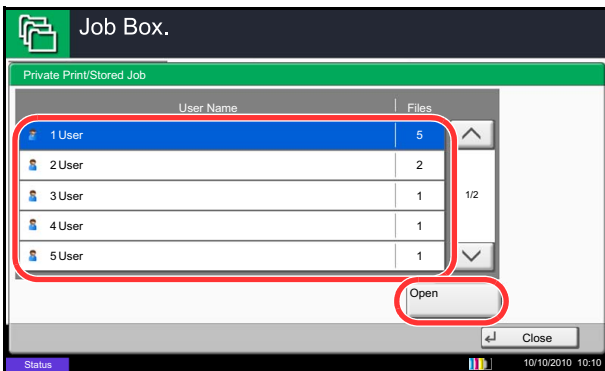 Job Box.
Private Print/Stored Job
User Name Files
1 User 5
2 User 2
3 User 1
4 User 1
5 User 1
1/2
Open
Close
Status 10/10/2010 10:10